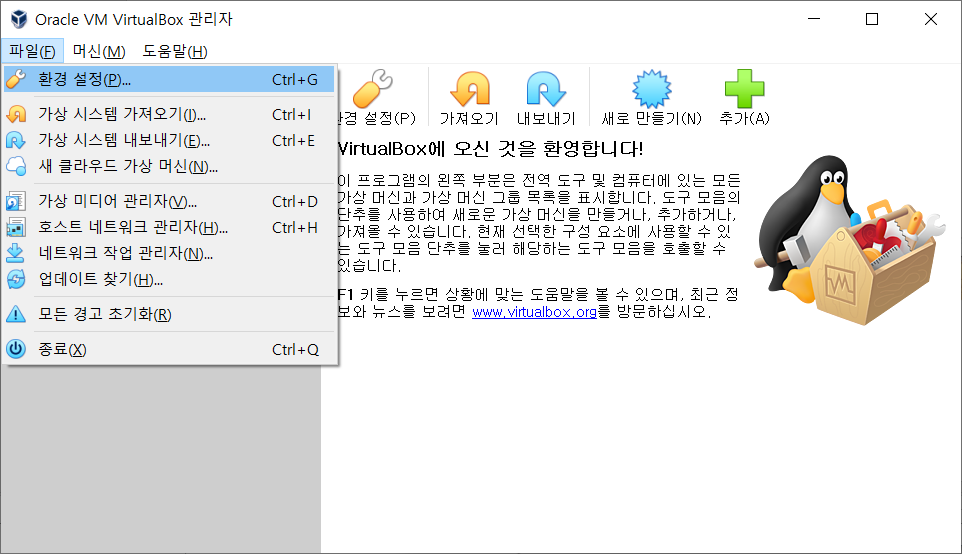 Oracle VM VirtualBox 관리자
파일(F) 머신(M) 도움말(H)
환경 설정(P)... Ctrl+G
가상 시스템 가져오기(I)... Ctrl+I
가상 시스템 내보내기(E)... Ctrl+E
새 클라우드 가상 머신(N)...
가상 미디어 관리자(V)... Ctrl+D
호스트 네트워크 관리자(H)... Ctrl+H
네트워크 작업 관리자(N)...
업데이트 찾기(H)...
모든 경고 초기화(R)
종료(X) Ctrl+Q
경 설정(P) 가져오기 내보내기 새로 만들기(N) 추가(A)
VirtualBox에 오신 것을 환영합니다!
이 프로그램의 왼쪽 부분은 전역 도구 및 컴퓨터에 있는 모든
가상 머신과 가상 머신 그룹 목록을 표시합니다. 도구 모음의
단추를 사용하여 새로운 가상 머신을 만들거나, 추가하거나,
가져올 수 있습니다. 현재 선택한 구성 요소에 사용할 수 있
는 도구 모음 단추를 눌러 해당하는 도구 모음을 호출할 수
있습니다.
F1 키를 누르면 상황에 맞는 도움말을 볼 수 있으며, 최근 정
보와 뉴스를 보려면 www.virtualbox.org를 방문하십시오.